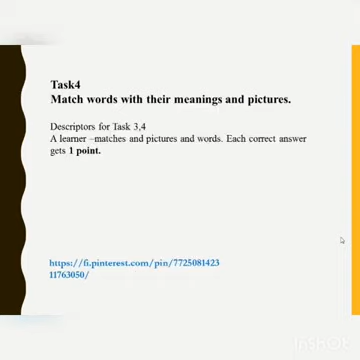 Task4
Match words with their meanings and pictures.
Descriptors for Task 3,4
A learner –matches and pictures and words. Each correct answer
gets 1 point.
https://fi.pinterest.com/pin/7725081423
11763050/
InShOt